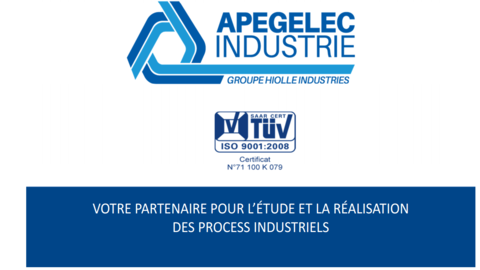 APEGELEC
INDUSTRIE
GROUPE HIOLLE INDUSTRIES
SAAR CERT
TÜV
ISO 9001:2008
Certificat
N°71 100 K 079
VOTRE PARTENAIRE POUR L'ÉTUDE ET LA RÉALISATION
DES PROCESS INDUSTRIELS